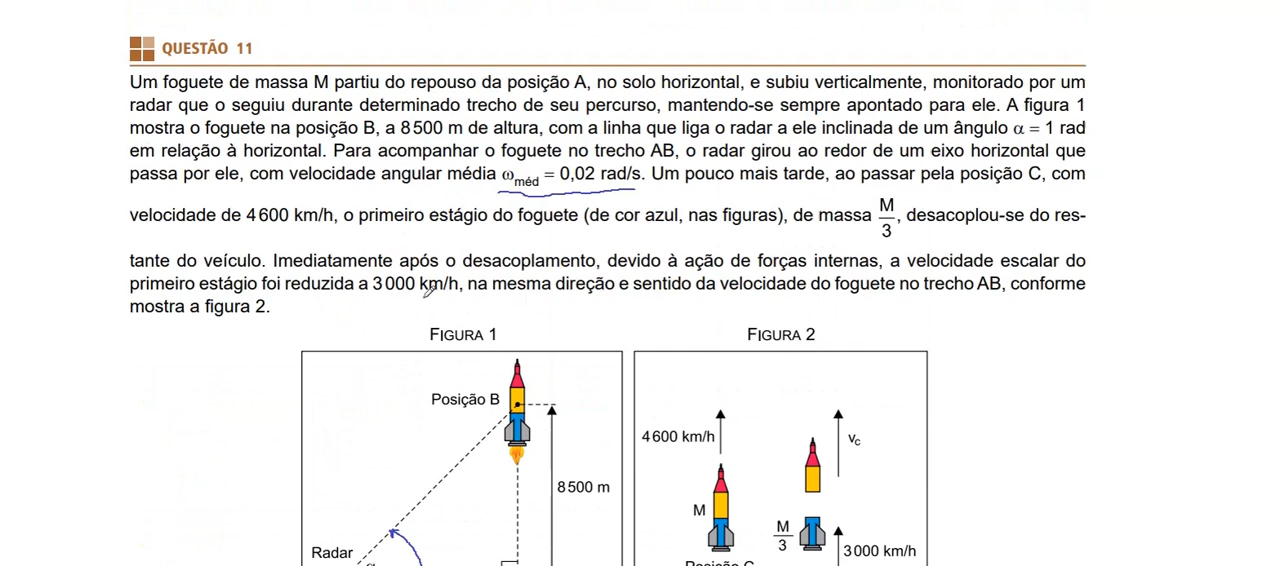 QUESTÃO 11
Um foguete de massa M partiu do repouso da posição A, no solo horizontal, e subiu verticalmente, monitorado por um
radar que o seguiu durante determinado trecho de seu percurso, mantendo-se sempre apontado para ele. A figura 1
mostra o foguete na posição B, a 8 500 m de altura, com a linha que liga o radar a ele inclinada de um ângulo α = 1 rad
em relação à horizontal. Para acompanhar o foguete no trecho AB, o radar girou ao redor de um eixo horizontal que
passa por ele, com velocidade angular média ω_méd = 0,02 rad/s. Um pouco mais tarde, ao passar pela posição C, com
velocidade de 4 600 km/h, o primeiro estágio do foguete (de cor azul, nas figuras), de massa M/3, desacoplou-se do res-
tante do veículo. Imediatamente após o desacoplamento, devido à ação de forças internas, a velocidade escalar do
primeiro estágio foi reduzida a 3 000 km/h, na mesma direção e sentido da velocidade do foguete no trecho AB, conforme
mostra a figura 2.
FIGURA 1
FIGURA 2
Posição B
8 500 m
Radar
4 600 km/h
v_c
M
M/3
3 000 km/h